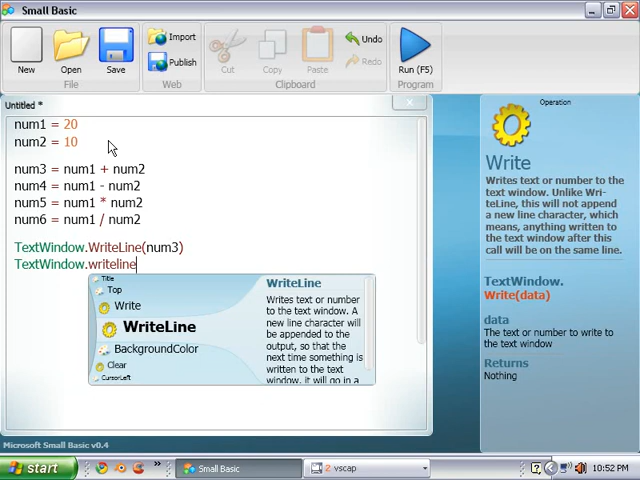 Small Basic
New
Open
Save
File
Import
Publish
Web
Cut
Copy
Paste
Clipboard
Undo
Redo
Run (F5)
Program
Untitled *
num1 = 20
num2 = 10
num3 = num1 + num2
num4 = num1 - num2
num5 = num1 * num2
num6 = num1 / num2
TextWindow.WriteLine(num3)
TextWindow.writeline
Title
Top
Write
WriteLine
BackgroundColor
Clear
CursorLeft
WriteLine
Writes text or number
to the text window. A
new line character will
be appended to the
output, so that the
next time something is
written to the text
window, it will go in a
Operation
Write
Writes text or number to
the text window. Unlike Wri-
teLine, this will not append
a new line character, which
means, anything written to
the text window after this
call will be on the same line.
TextWindow.
Write(data)
data
The text or number to write to
the text window
Returns
Nothing
Microsoft Small Basic v0.4
start
Small Basic
2 vscap
10:52 PM